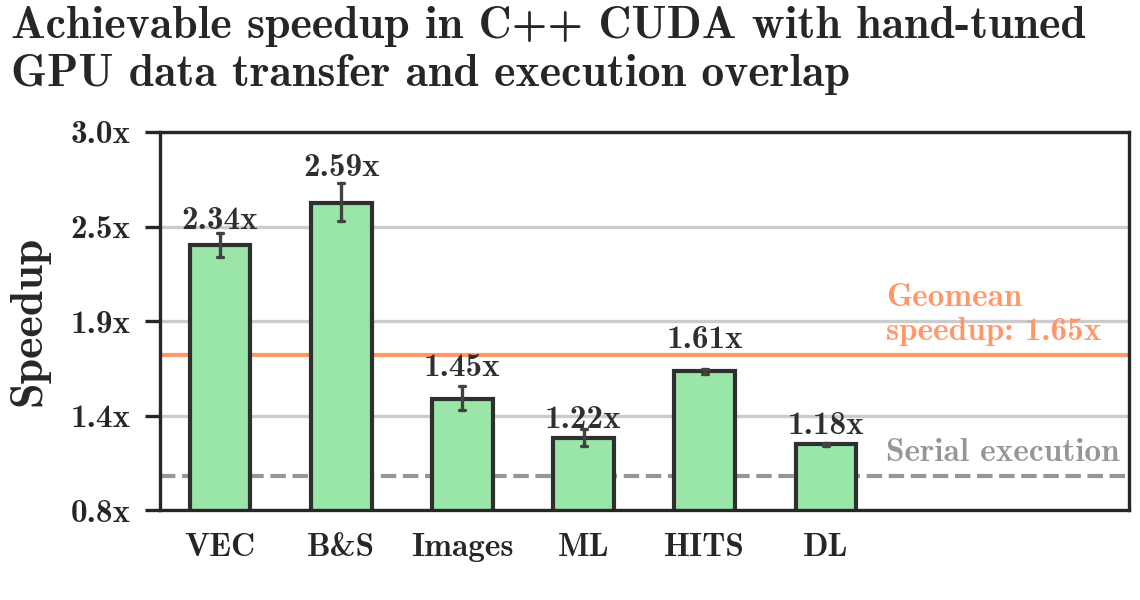 Achievable speedup in C++ CUDA with hand-tuned
GPU data transfer and execution overlap
3.0x
2.5x
1.9x
1.4x
0.8x
Speedup
2.34x
2.59x
1.45x
1.22x
1.61x
1.18x
Geomean
speedup: 1.65x
Serial execution
VEC
B&S
Images
ML
HITS
DL